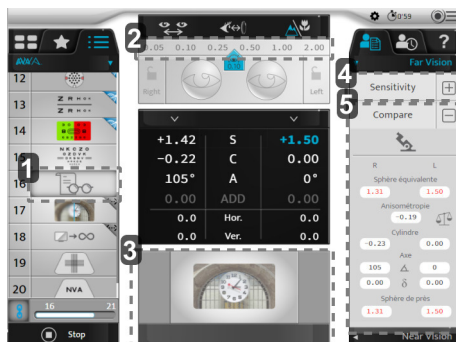 0'59
AVA
12
13
Z R H E C
14
15
N K C Z O
O Z D V K
16
17
18
→∞
19
20
NVA
16
21
Stop
1
2
0.05 0.10 0.25 0.50 1.00 2.00
0.10
Right
Left
+1.42 S +1.50
-0.22 C 0.00
105° A 0°
0.00 ADD 0.00
0.0 Hor. 0.0
0.0 Ver. 0.0
3
?
Far Vision
4
Sensitivity +
5
Compare −
R L
Sphère équivalente
1.31 1.50
Anisométropie
-0.19
Cylindre
-0.23 0.00
Axe
105 0
0.00 δ 0.00
Sphère de près
1.31 1.50
Near Vision